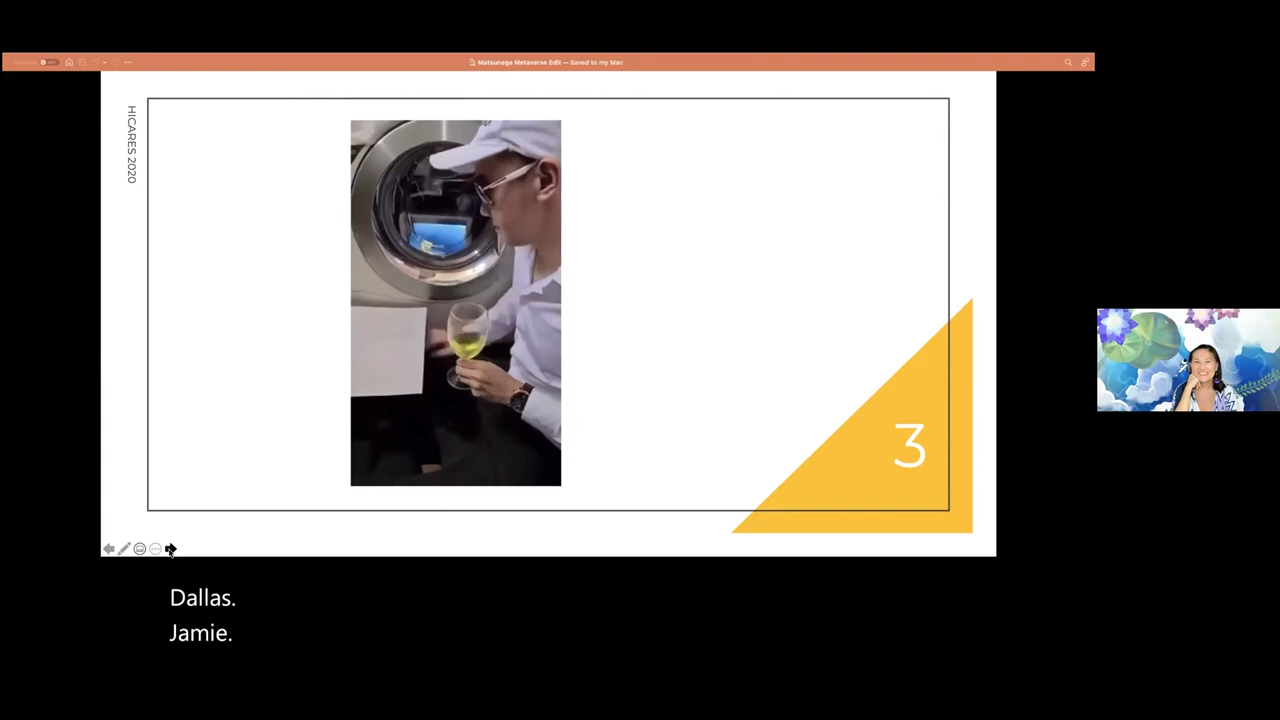 Matsunaga Metaverse Edit — Saved to my Mac
HICARES 2020
3
Dallas.
Jamie.